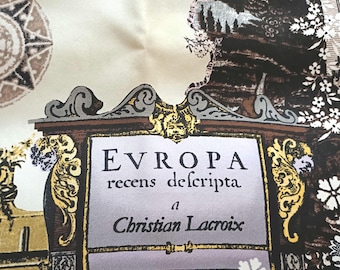 EVROPA
recens deſcripta
a
Christian Lacroix